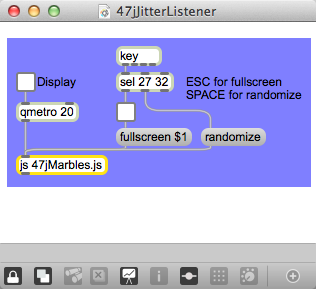 47jJitterListener
key
Display
sel 27 32
ESC for fullscreen
SPACE for randomize
qmetro 20
fullscreen $1
randomize
js 47jMarbles.js